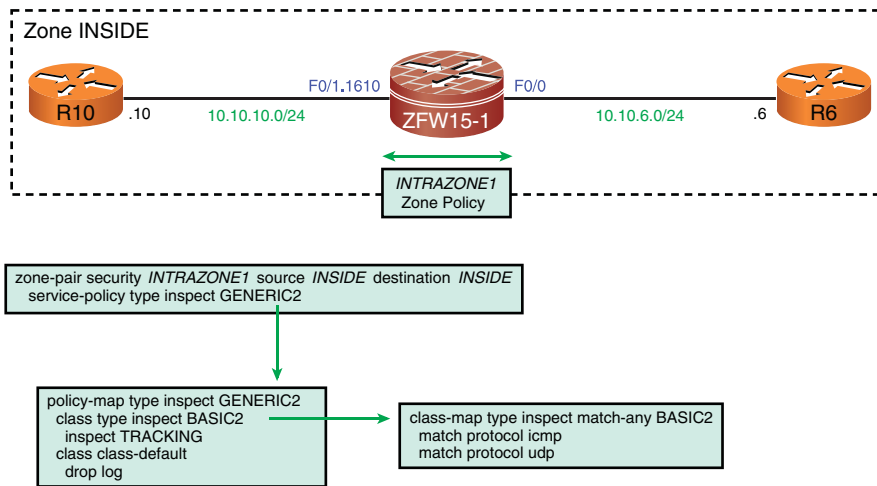 Zone INSIDE
F0/1.1610
F0/0
R10
.10
10.10.10.0/24
ZFW15-1
10.10.6.0/24
.6
R6
INTRAZONE1
Zone Policy
zone-pair security INTRAZONE1 source INSIDE destination INSIDE
service-policy type inspect GENERIC2
policy-map type inspect GENERIC2
class type inspect BASIC2
inspect TRACKING
class class-default
drop log
class-map type inspect match-any BASIC2
match protocol icmp
match protocol udp